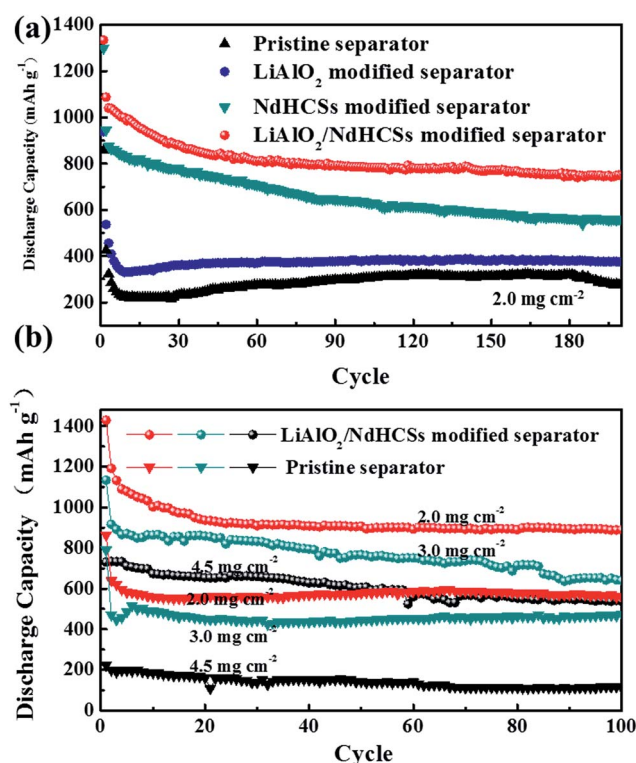 (a)
1400
1200
1000
800
600
400
200
Discharge Capacity (mAh g⁻¹)
Pristine separator
LiAlO₂ modified separator
NdHCSs modified separator
LiAlO₂/NdHCSs modified separator
2.0 mg cm⁻²
0 30 60 90 120 150 180
Cycle
(b)
1400
1200
1000
800
600
400
200
0
Discharge Capacity (mAh g⁻¹)
LiAlO₂/NdHCSs modified separator
Pristine separator
2.0 mg cm⁻²
3.0 mg cm⁻²
4.5 mg cm⁻²
2.0 mg cm⁻²
3.0 mg cm⁻²
4.5 mg cm⁻²
0 20 40 60 80 100
Cycle